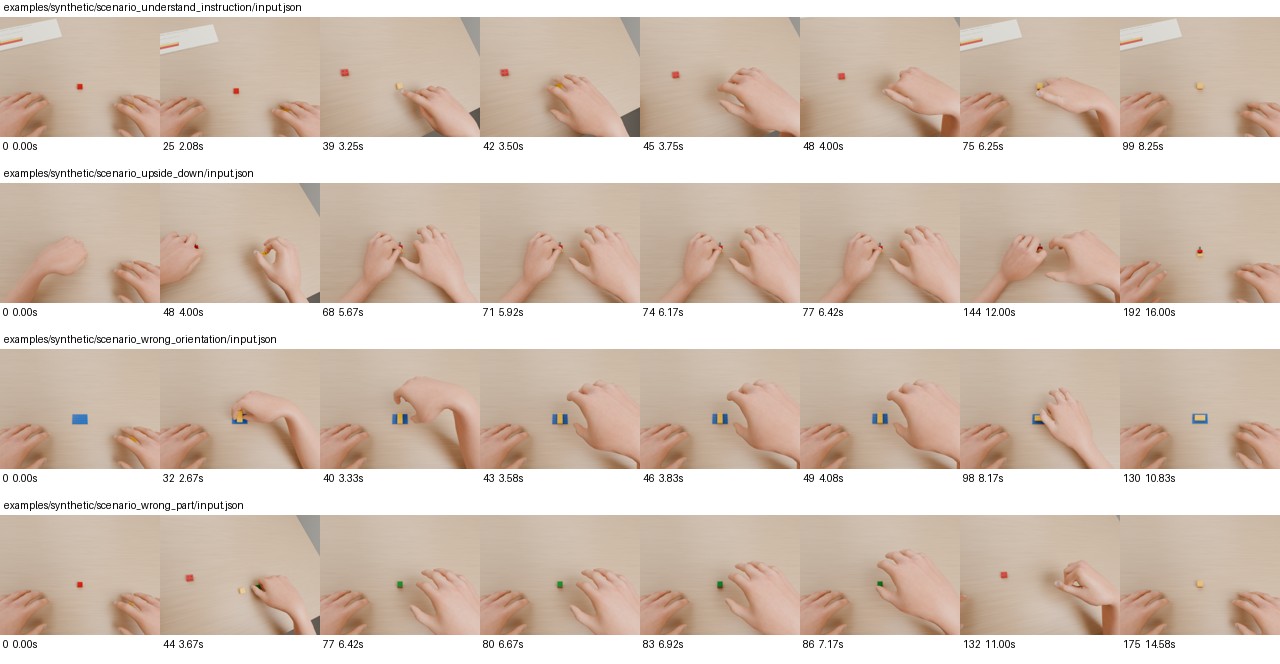 examples/synthetic/scenario_understand_instruction/input.json
0 0.00s 25 2.08s 39 3.25s 42 3.50s 45 3.75s 48 4.00s 75 6.25s 99 8.25s
examples/synthetic/scenario_upside_down/input.json
0 0.00s 48 4.00s 68 5.67s 71 5.92s 74 6.17s 77 6.42s 144 12.00s 192 16.00s
examples/synthetic/scenario_wrong_orientation/input.json
0 0.00s 32 2.67s 40 3.33s 43 3.58s 46 3.83s 49 4.08s 98 8.17s 130 10.83s
examples/synthetic/scenario_wrong_part/input.json
0 0.00s 44 3.67s 77 6.42s 80 6.67s 83 6.92s 86 7.17s 132 11.00s 175 14.58s